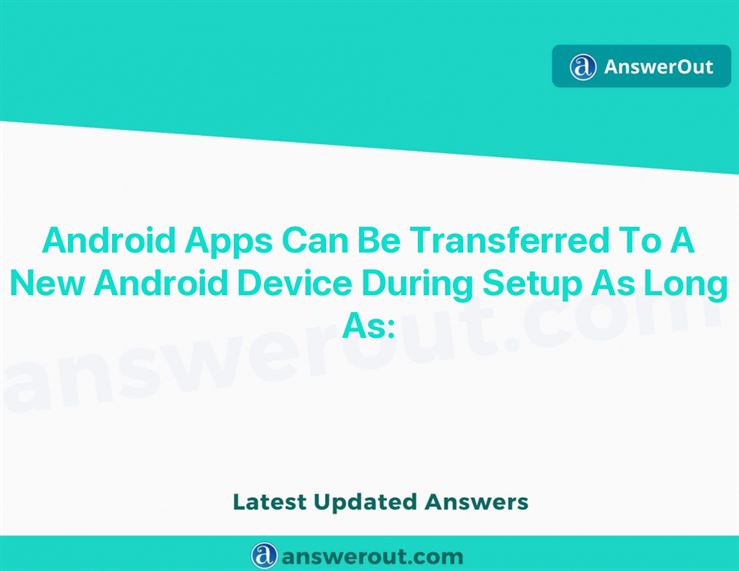 AnswerOut
Android Apps Can Be Transferred To A
New Android Device During Setup As Long
As:
answerout.com
Latest Updated Answers
answerout.com